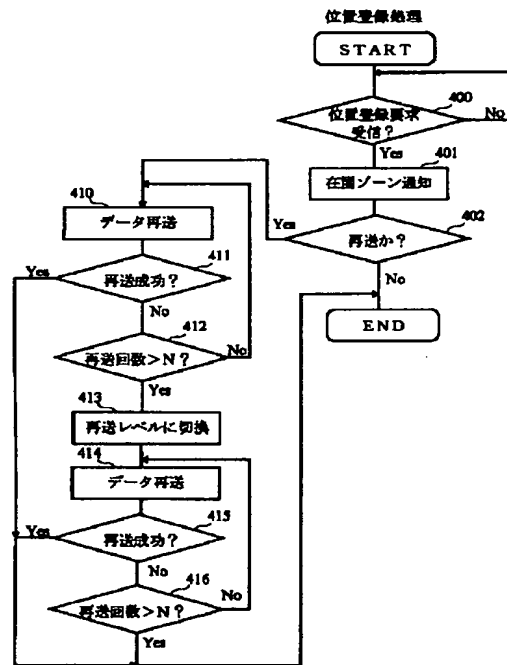 位置登録処理
START
400
位置登録要求
受信？
No
Yes
401
在圏ゾーン通知
402
再送か？
Yes
No
END
410
データ再送
411
再送成功？
Yes
No
412
再送回数＞N？
No
Yes
413
再送レベルに切換
414
データ再送
415
再送成功？
Yes
No
416
再送回数＞N？
No
Yes